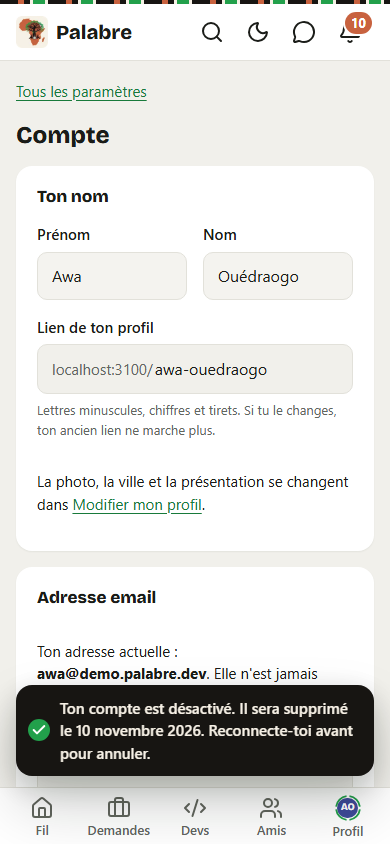 Palabre
10
Tous les paramètres
Compte
Ton nom
Prénom
Nom
Awa
Ouédraogo
Lien de ton profil
localhost:3100/awa-ouedraogo
Lettres minuscules, chiffres et tirets. Si tu le changes,
ton ancien lien ne marche plus.
La photo, la ville et la présentation se changent
dans Modifier mon profil.
Adresse email
Ton adresse actuelle :
awa@demo.palabre.dev. Elle n'est jamais
Ton compte est désactivé. Il sera supprimé
le 10 novembre 2026. Reconnecte-toi avant
pour annuler.
AO
Fil
Demandes
Devs
Amis
Profil